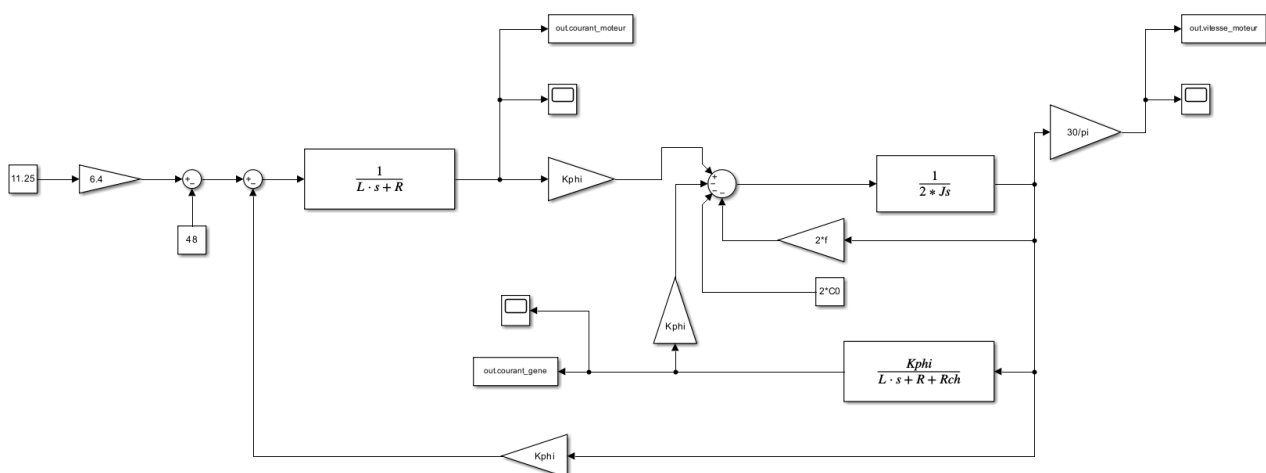 out.courant_moteur
out.vitesse_moteur
11.25
6.4
48
1
L · s + R
Kphi
1
2 * Js
30/pi
2*f
2*C0
Kphi
out.courant_gene
Kphi
L · s + R + Rch
Kphi